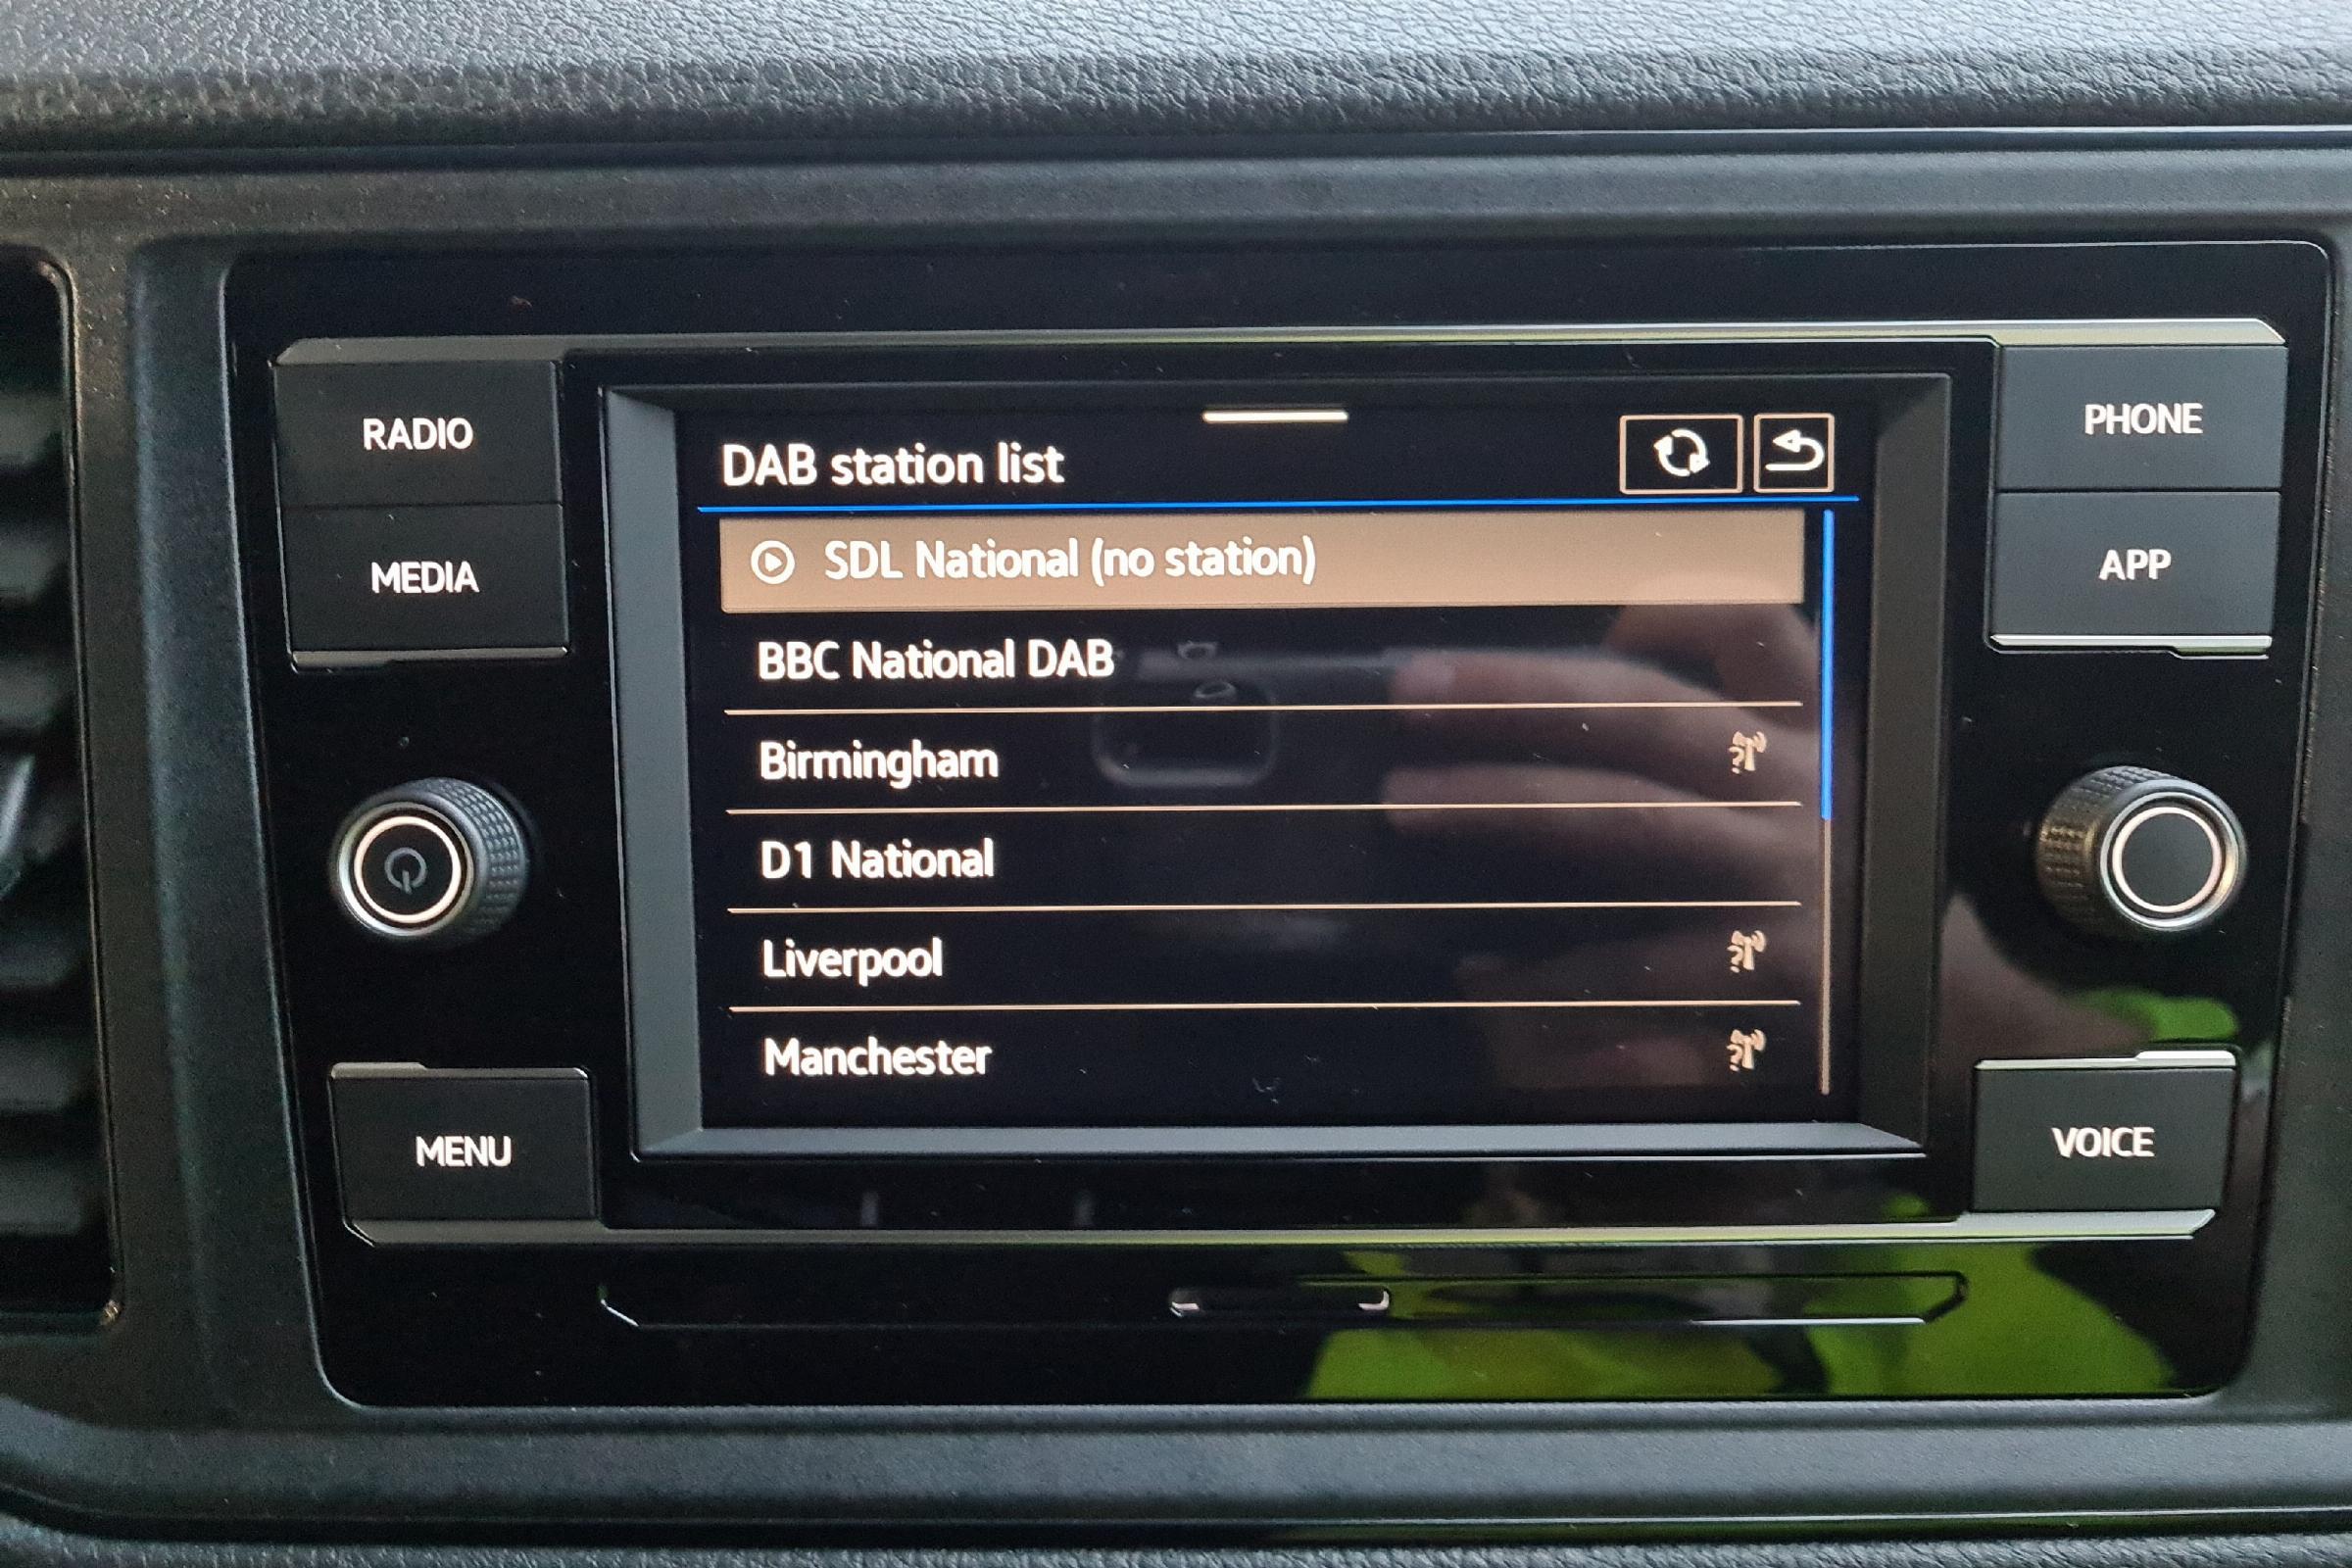 RADIO
MEDIA
MENU
DAB station list
SDL National (no station)
BBC National DAB
Birmingham
D1 National
Liverpool
Manchester
PHONE
APP
VOICE